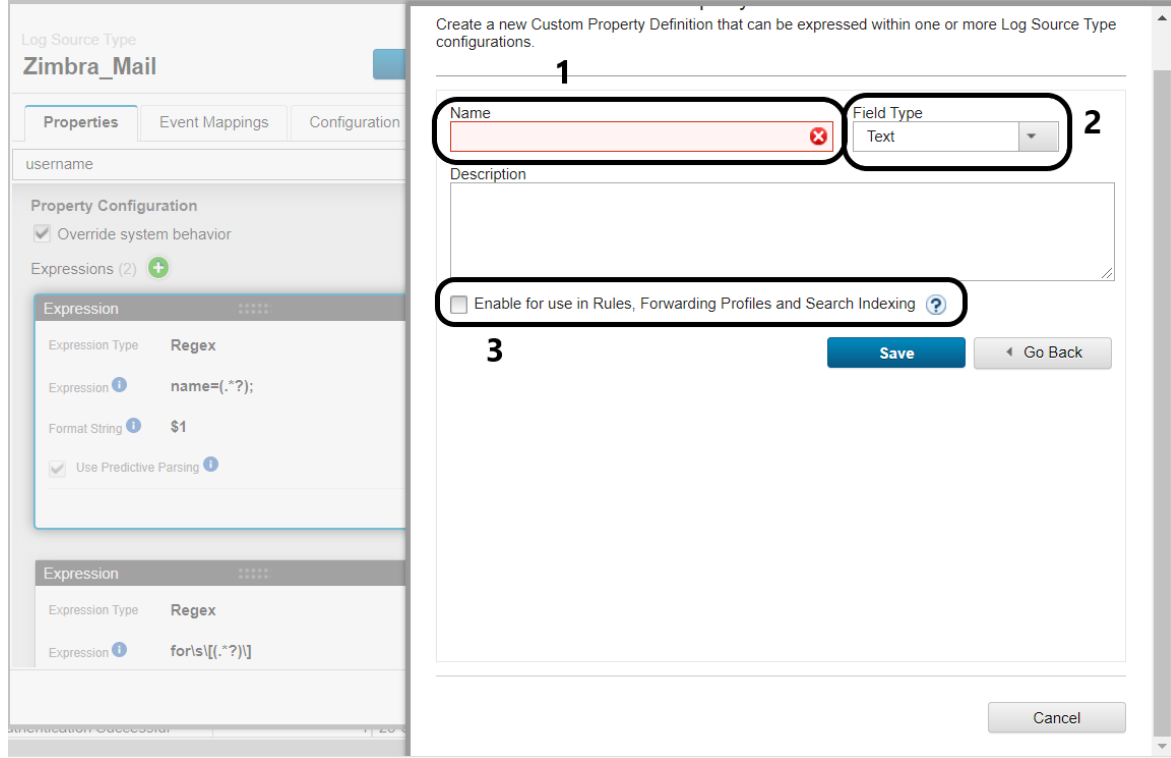 Create a new Custom Property Definition that can be expressed within one or more Log Source Type
configurations.
Log Source Type
Zimbra_Mail
Properties
Event Mappings
Configuration
username
Property Configuration
Override system behavior
Expressions (2)
Expression
Expression Type
Regex
Expression
name=(.*?);
Format String
$1
Use Predictive Parsing
Expression
Expression Type
Regex
Expression
for\s\[(.*?)\]
1
Name
Field Type
Text
2
Description
Enable for use in Rules, Forwarding Profiles and Search Indexing
3
Save
Go Back
Cancel